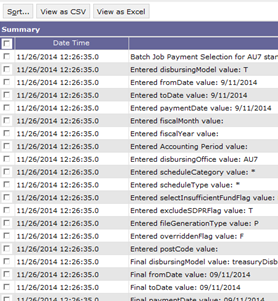 Sort... View as CSV View as Excel
Summary
Date Time
11/26/2014 12:26:35.0 Batch Job Payment Selection for AU7 star
11/26/2014 12:26:35.0 Entered disbursingModel value: T
11/26/2014 12:26:35.0 Entered fromDate value: 9/11/2014
11/26/2014 12:26:35.0 Entered toDate value: 9/11/2014
11/26/2014 12:26:35.0 Entered paymentDate value: 9/11/2014
11/26/2014 12:26:35.0 Entered fiscalMonth value:
11/26/2014 12:26:35.0 Entered fiscalYear value:
11/26/2014 12:26:35.0 Entered Accounting Period value:
11/26/2014 12:26:35.0 Entered disbursingOffice value: AU7
11/26/2014 12:26:35.0 Entered scheduleCategory value: *
11/26/2014 12:26:35.0 Entered scheduleType value: *
11/26/2014 12:26:35.0 Entered selectInsufficientFundFlag value:
11/26/2014 12:26:35.0 Entered excludeSDPRFlag value: T
11/26/2014 12:26:35.0 Entered fileGenerationType value: P
11/26/2014 12:26:35.0 Entered overriddenFlag value: F
11/26/2014 12:26:35.0 Entered postCode value:
11/26/2014 12:26:35.0 Final disbursingModel value: treasuryDisb
11/26/2014 12:26:35.0 Final fromDate value: 09/11/2014
11/26/2014 12:26:35.0 Final toDate value: 09/11/2014
11/26/2014 12:26:35.0 Final paymentDate value: 09/11/2014